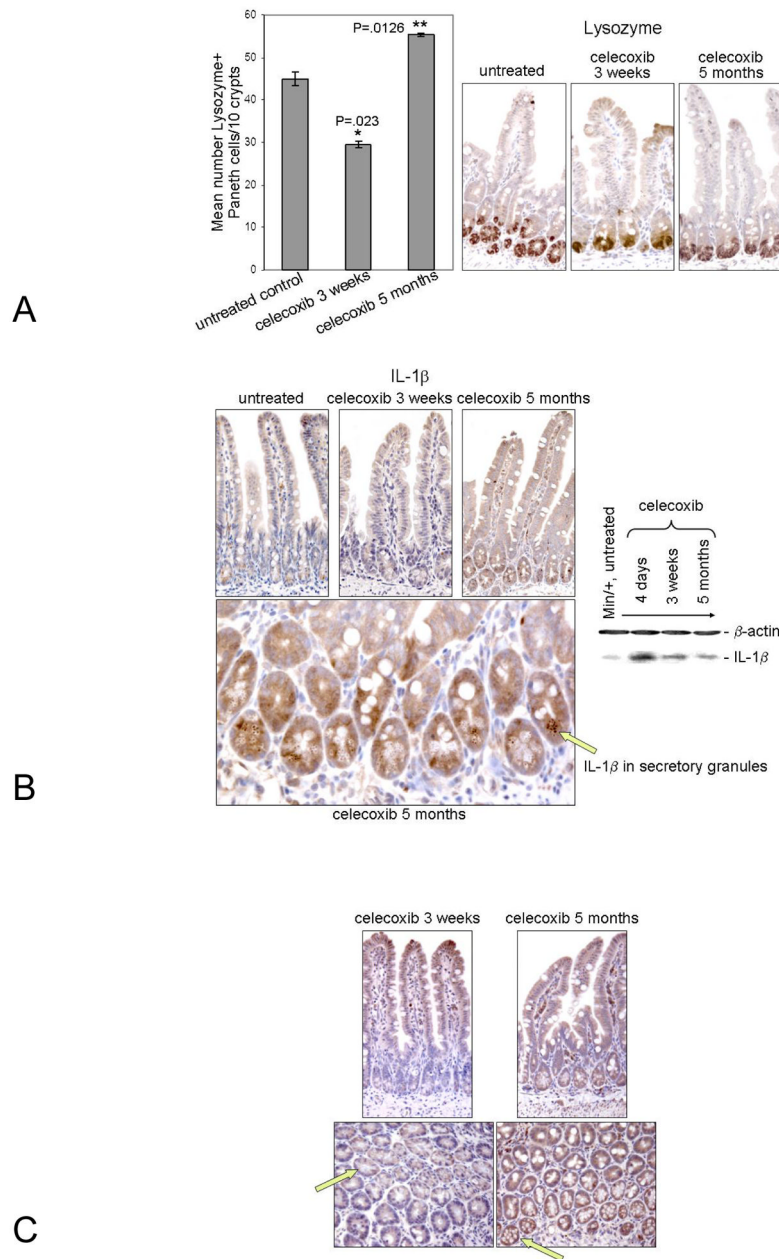 A
Mean number Lysozyme+
Paneth cells/10 crypts
60
50
40
30
20
10
0
P=.023
*
P=.0126
**
untreated control
celecoxib 3 weeks
celecoxib 5 months
Lysozyme
untreated
celecoxib
3 weeks
celecoxib
5 months
B
IL-1β
untreated
celecoxib 3 weeks
celecoxib 5 months
celecoxib 5 months
IL-1β in secretory granules
celecoxib
Min/+, untreated
4 days
3 weeks
5 months
- β-actin
- IL-1β
C
celecoxib 3 weeks
celecoxib 5 months